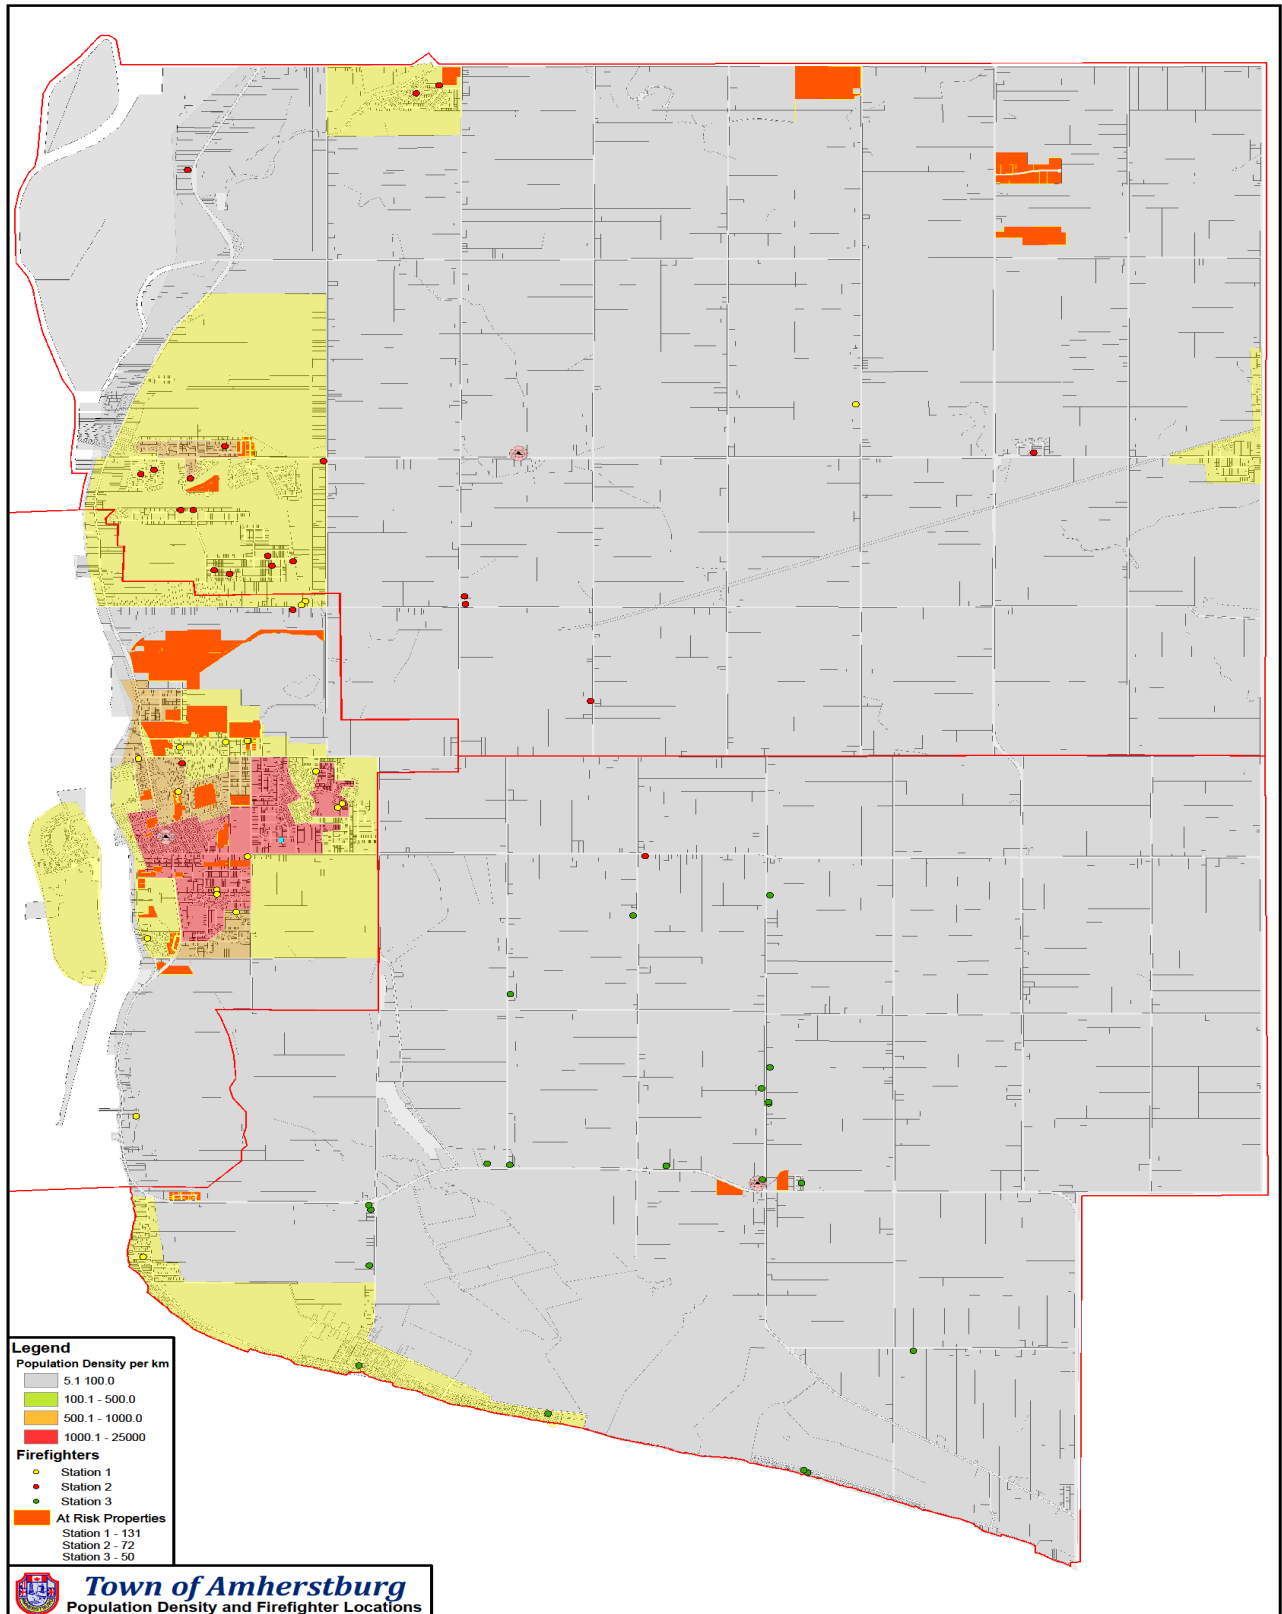 Legend
Population Density per km
5.1 100.0
100.1 - 500.0
500.1 - 1000.0
1000.1 - 25000
Firefighters
Station 1
Station 2
Station 3
At Risk Properties
Station 1 - 131
Station 2 - 72
Station 3 - 50
Town of Amherstburg
Population Density and Firefighter Locations